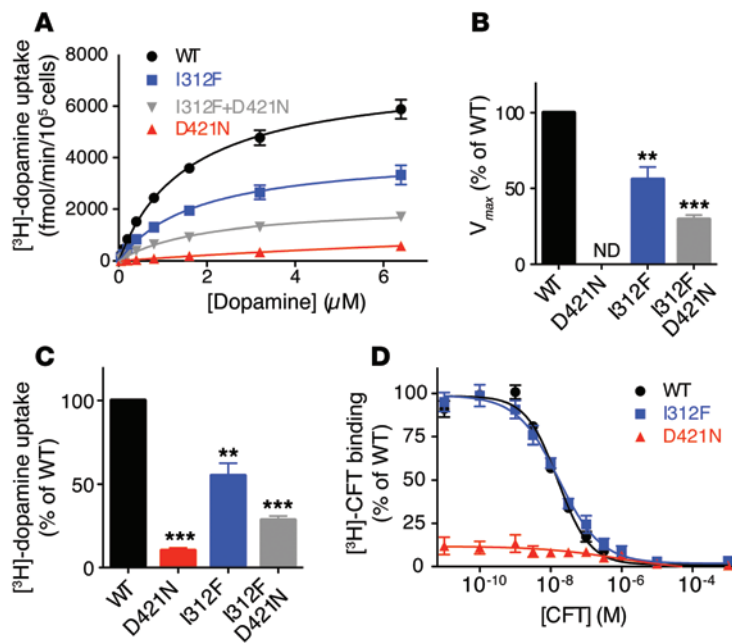 A
[³H]-dopamine uptake
(fmol/min/10⁵ cells)
8000
6000
4000
2000
0
0
2
4
6
[Dopamine] (µM)
WT
I312F
I312F+D421N
D421N
B
V_max (% of WT)
100
50
0
**
***
ND
WT
D421N
I312F
I312F
D421N
C
[³H]-dopamine uptake
(% of WT)
100
50
0
***
**
***
WT
D421N
I312F
I312F
D421N
D
[³H]-CFT binding
(% of WT)
100
75
50
25
0
10⁻¹⁰
10⁻⁸
10⁻⁶
10⁻⁴
[CFT] (M)
WT
I312F
D421N